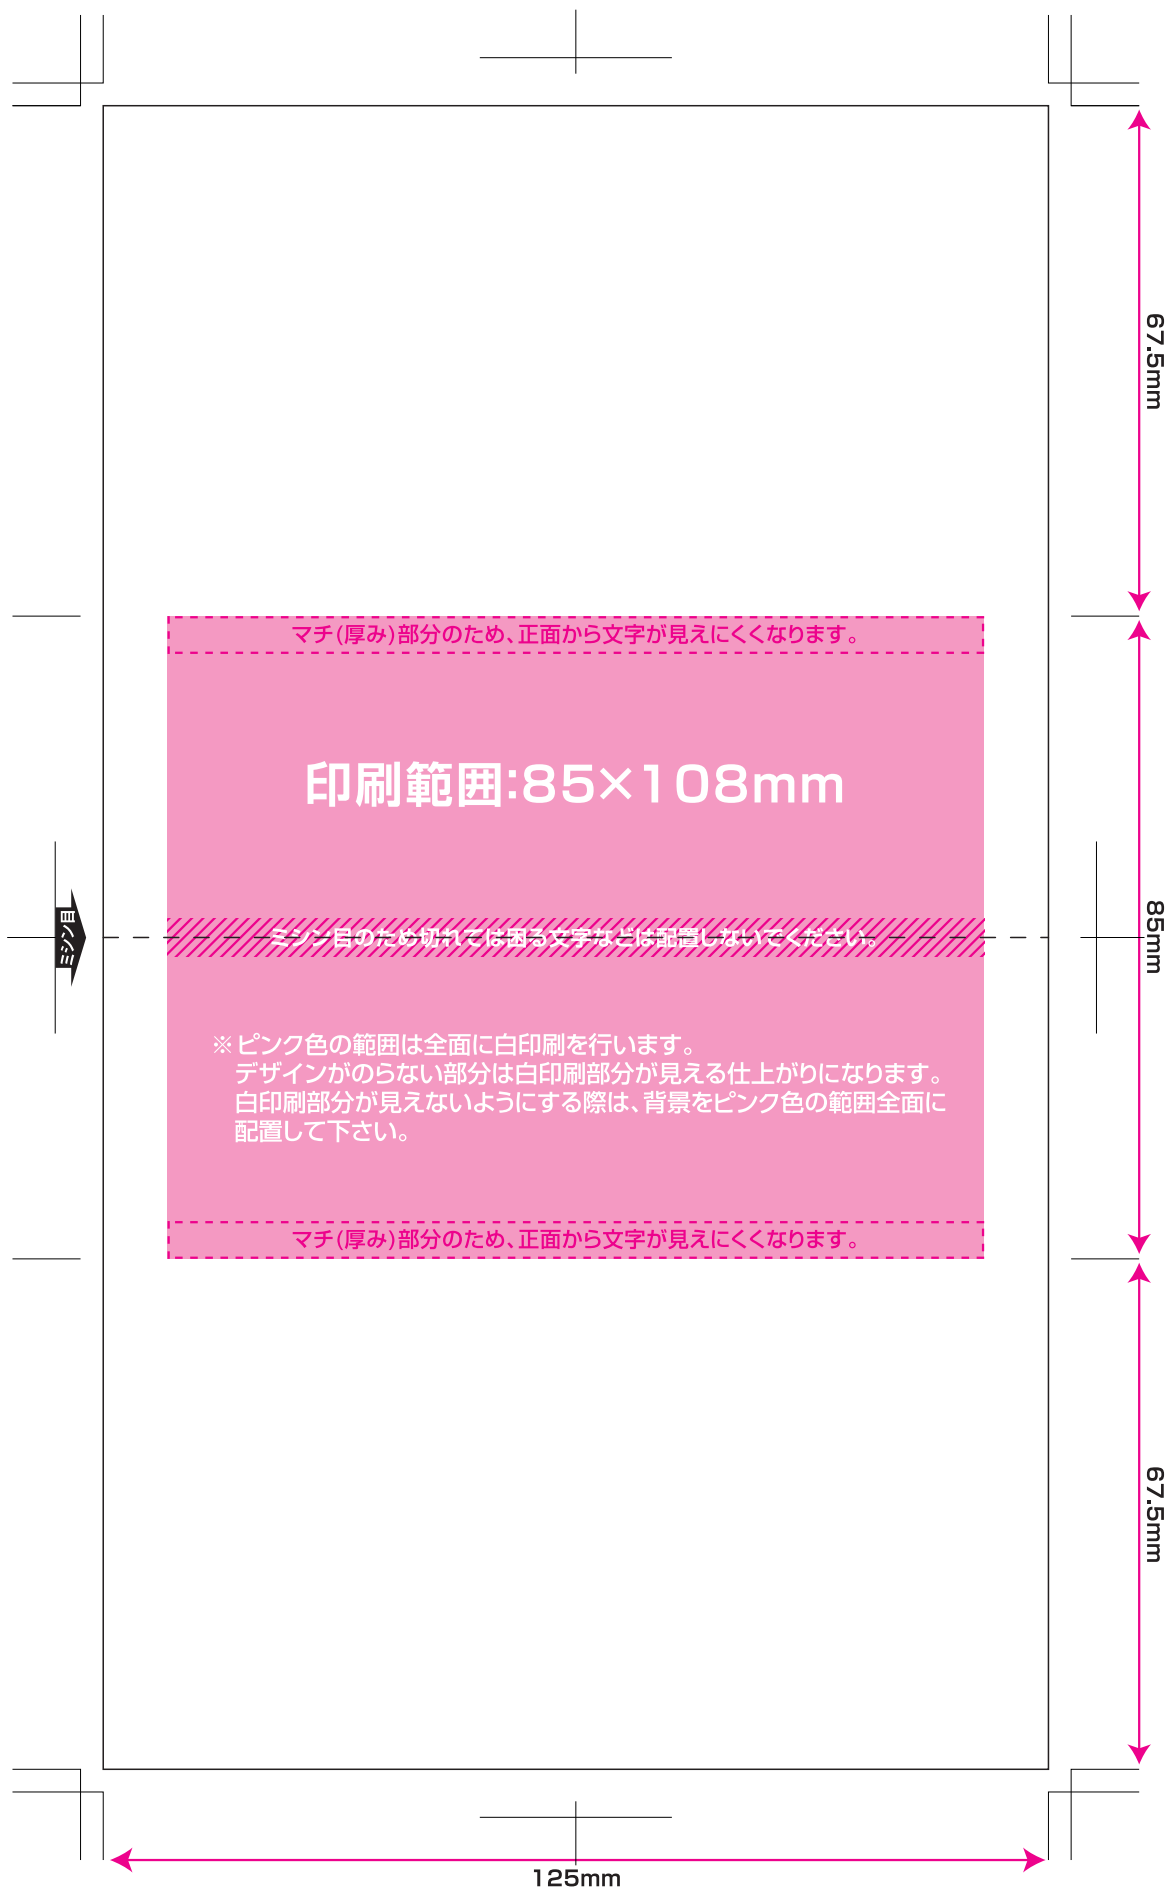 67.5mm
マチ(厚み)部分のため、正面から文字が見えにくくなります。
印刷範囲:85×108mm
ミシン目
ミシン目のため切れては困る文字などは配置しないでください。
85mm
※ピンク色の範囲は全面に白印刷を行います。
デザインがのらない部分は白印刷部分が見える仕上がりになります。
白印刷部分が見えないようにする際は、背景をピンク色の範囲全面に
配置して下さい。
マチ(厚み)部分のため、正面から文字が見えにくくなります。
67.5mm
125mm